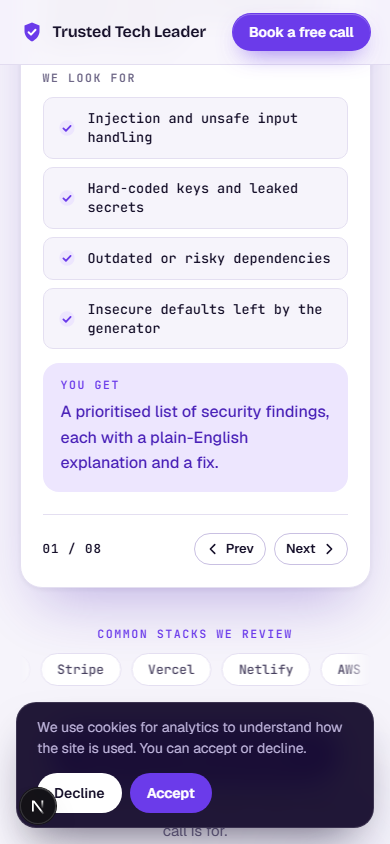 Trusted Tech Leader
Book a free call
WE LOOK FOR
Injection and unsafe input
handling
Hard-coded keys and leaked
secrets
Outdated or risky dependencies
Insecure defaults left by the
generator
YOU GET
A prioritised list of security findings,
each with a plain-English
explanation and a fix.
01 / 08
Prev
Next
COMMON STACKS WE REVIEW
Stripe
Vercel
Netlify
AWS
We use cookies for analytics to understand how
the site is used. You can accept or decline.
N
Decline
Accept
call is for.